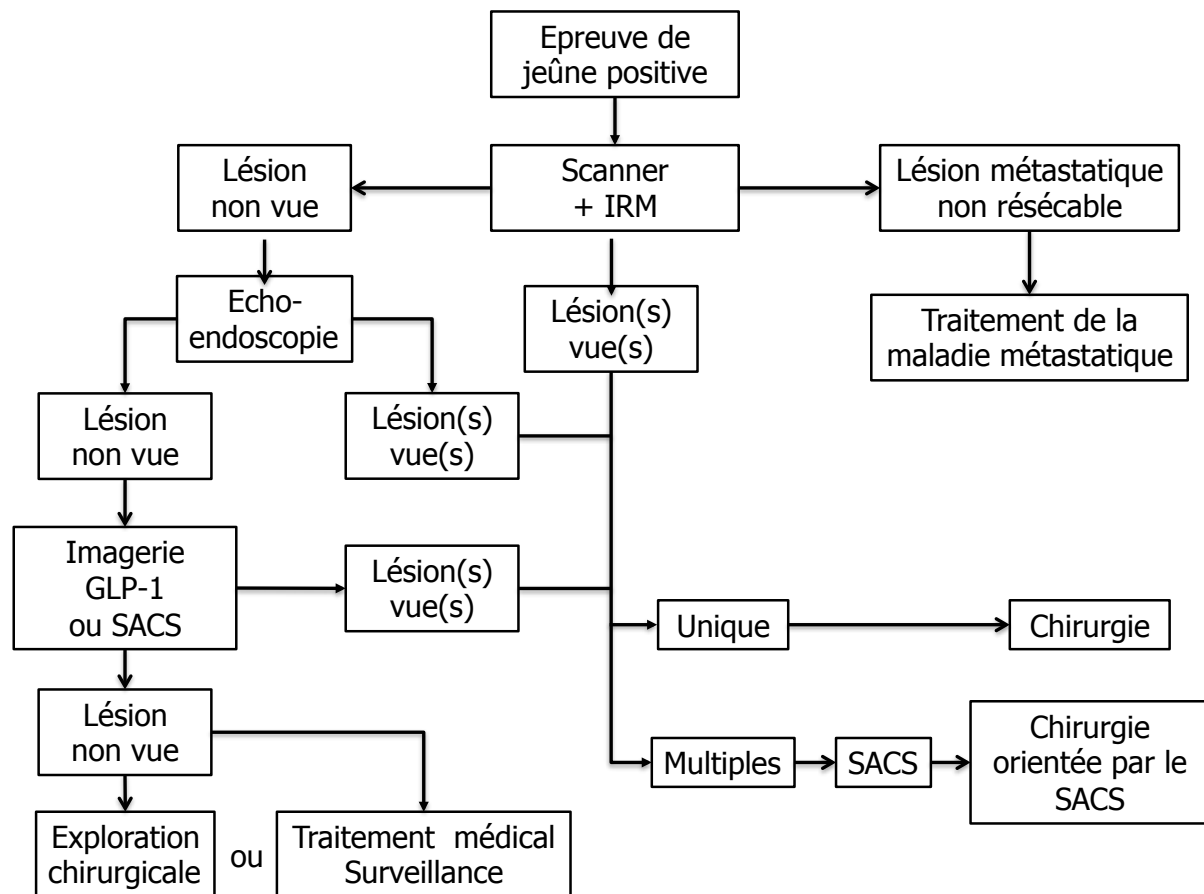 Epreuve de
jeûne positive
Lésion
non vue
Scanner
+ IRM
Lésion métastatique
non résécable
Echo-
endoscopie
Lésion(s)
vue(s)
Traitement de la
maladie métastatique
Lésion
non vue
Lésion(s)
vue(s)
Imagerie
GLP-1
ou SACS
Lésion(s)
vue(s)
Unique
Chirurgie
Lésion
non vue
Multiples
SACS
Chirurgie
orientée par le
SACS
Exploration
chirurgicale
ou
Traitement médical
Surveillance